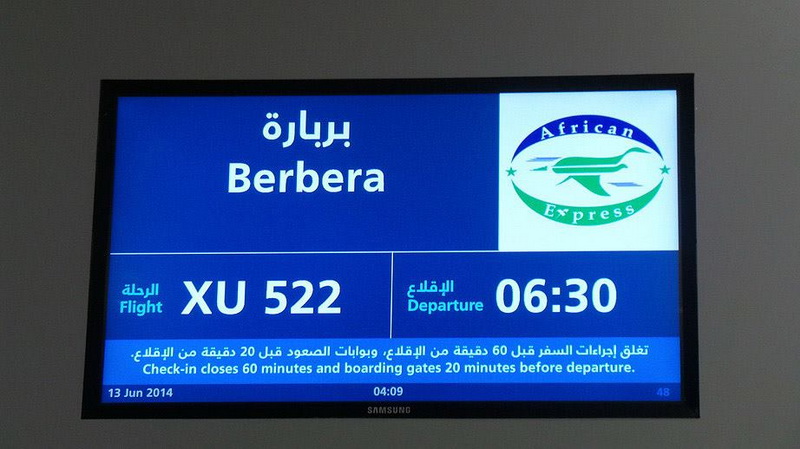 بربارة
Berbera
African
Express
الرحلة
Flight
XU 522
الإقلاع
Departure
06:30
تغلق إجراءات السفر قبل 60 دقيقة من الإقلاع، وبوابات الصعود قبل 20 دقيقة من الإقلاع.
Check-in closes 60 minutes and boarding gates 20 minutes before departure.
13 Jun 2014
04:09
48
SAMSUNG